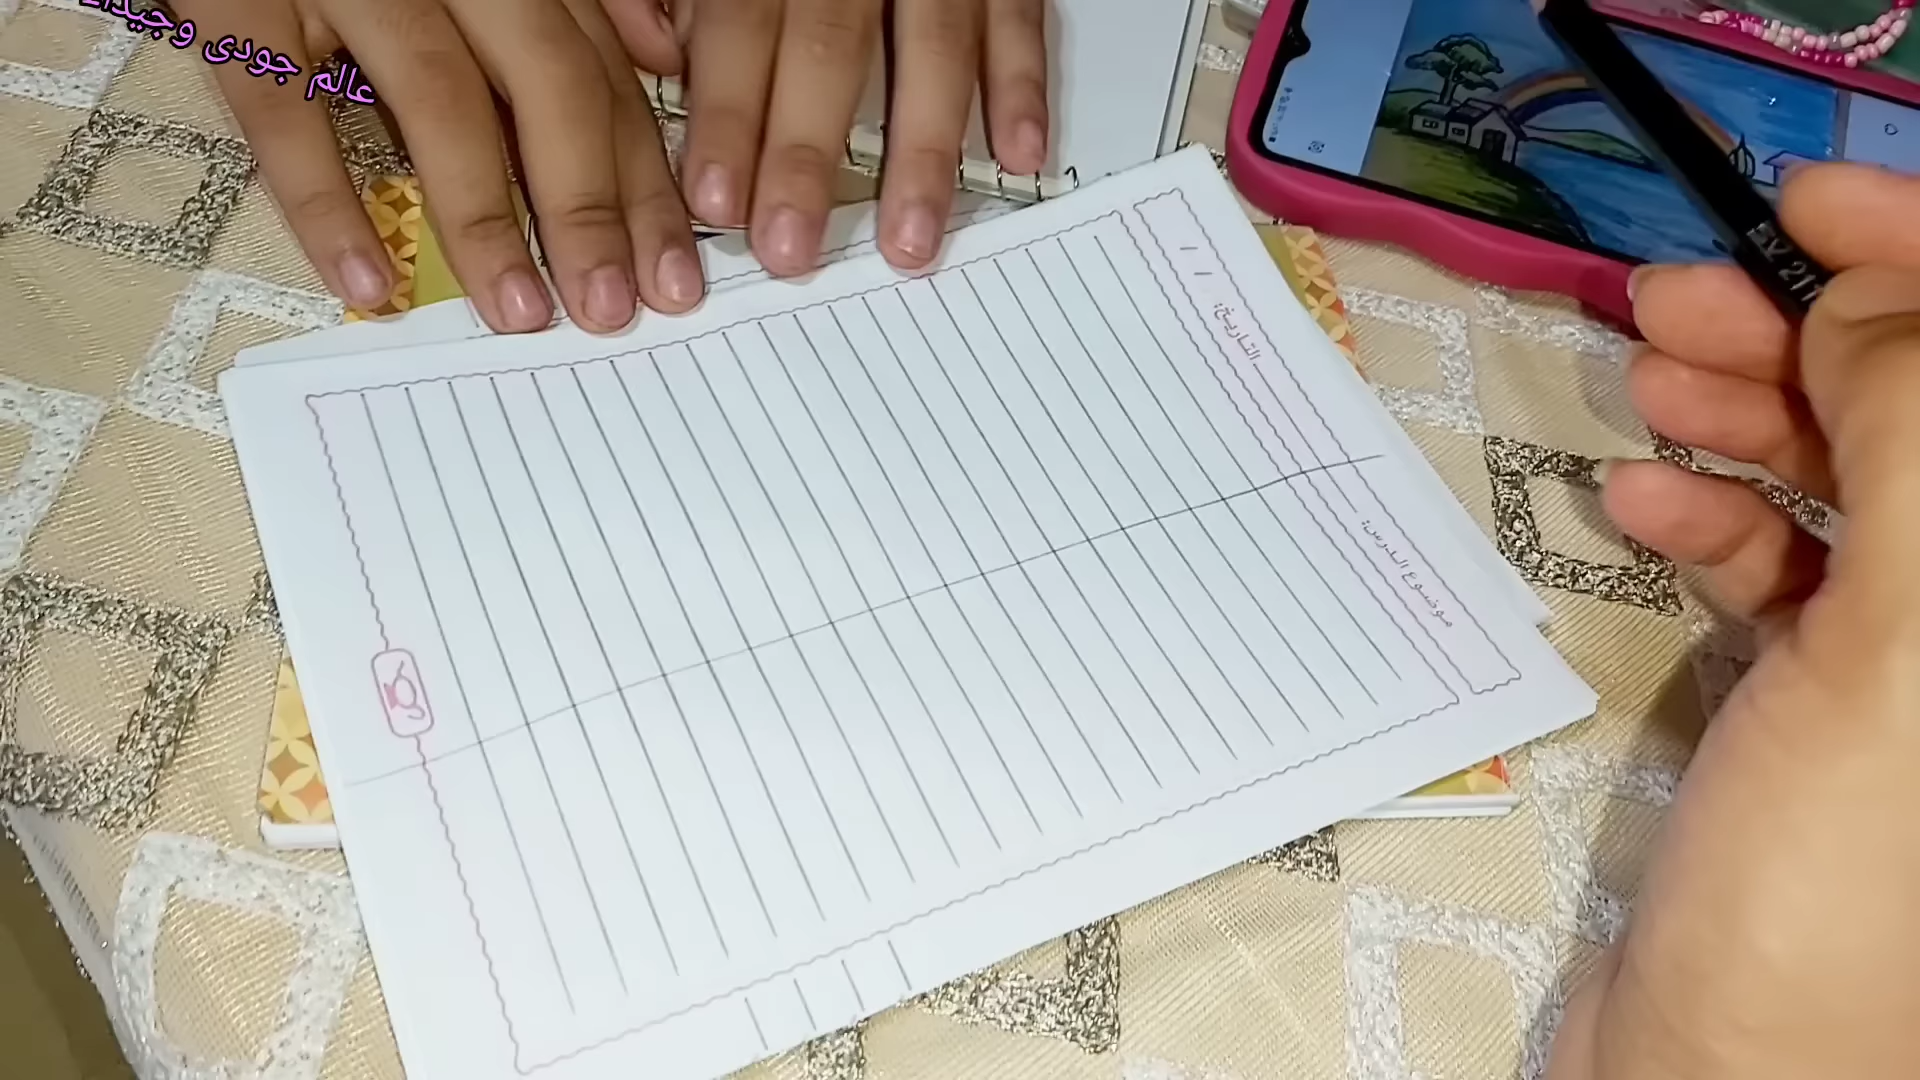 عالم جودى وجيداء
التاريخ: / /
موضوع الدرس: